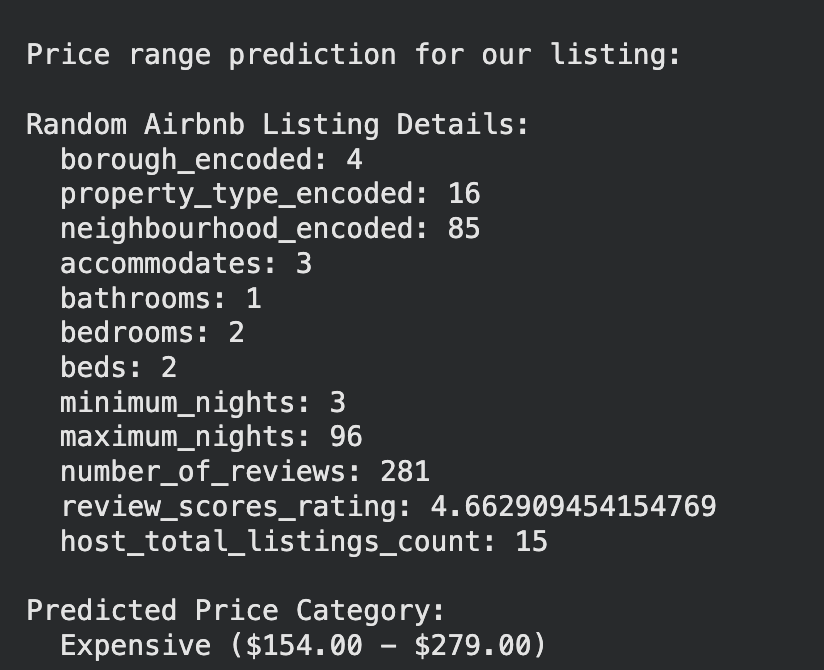 Price range prediction for our listing:
Random Airbnb Listing Details:
borough_encoded: 4
property_type_encoded: 16
neighbourhood_encoded: 85
accommodates: 3
bathrooms: 1
bedrooms: 2
beds: 2
minimum_nights: 3
maximum_nights: 96
number_of_reviews: 281
review_scores_rating: 4.662909454154769
host_total_listings_count: 15
Predicted Price Category:
Expensive ($154.00 – $279.00)